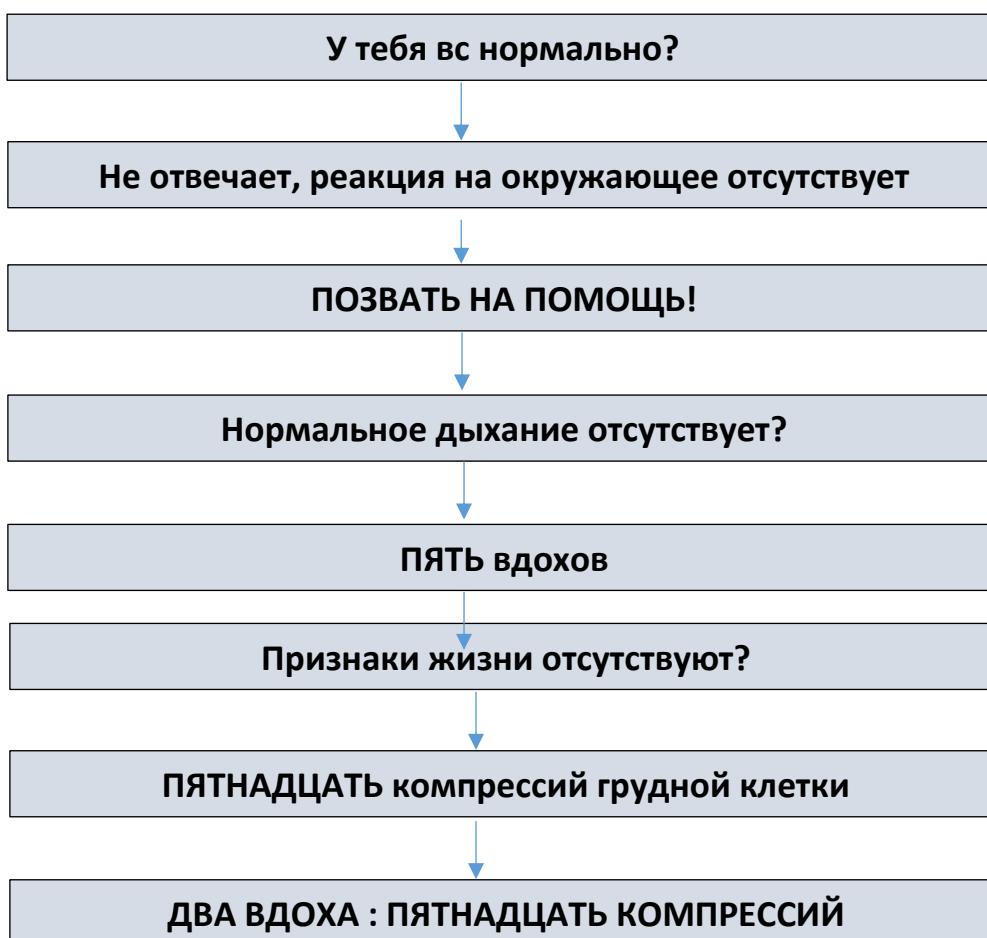 У тебя вс нормально?
Не отвечает, реакция на окружающее отсутствует
ПОЗВАТЬ НА ПОМОЩЬ!
Нормальное дыхание отсутствует?
ПЯТЬ вдохов
Признаки жизни отсутствуют?
ПЯТНАДЦАТЬ компрессий грудной клетки
ДВА ВДОХА : ПЯТНАДЦАТЬ КОМПРЕССИЙ